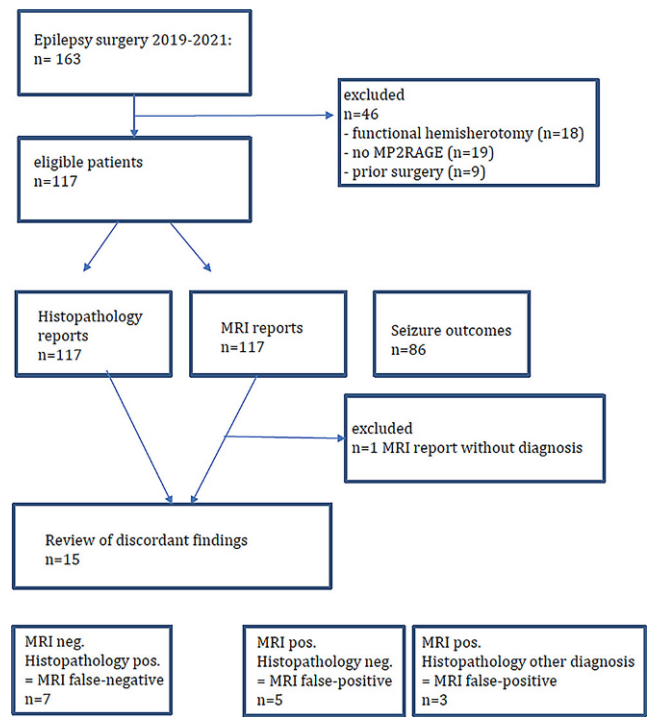 Epilepsy surgery 2019-2021:
n= 163
excluded
n=46
- functional hemisherotomy (n=18)
- no MP2RAGE (n=19)
- prior surgery (n=9)
eligible patients
n=117
Histopathology
reports
n=117
MRI reports
n=117
Seizure outcomes
n=86
excluded
n=1 MRI report without diagnosis
Review of discordant findings
n=15
MRI neg.
Histopathology pos.
= MRI false-negative
n=7
MRI pos.
Histopathology neg.
= MRI false-positive
n=5
MRI pos.
Histopathology other diagnosis
= MRI false-positive
n=3